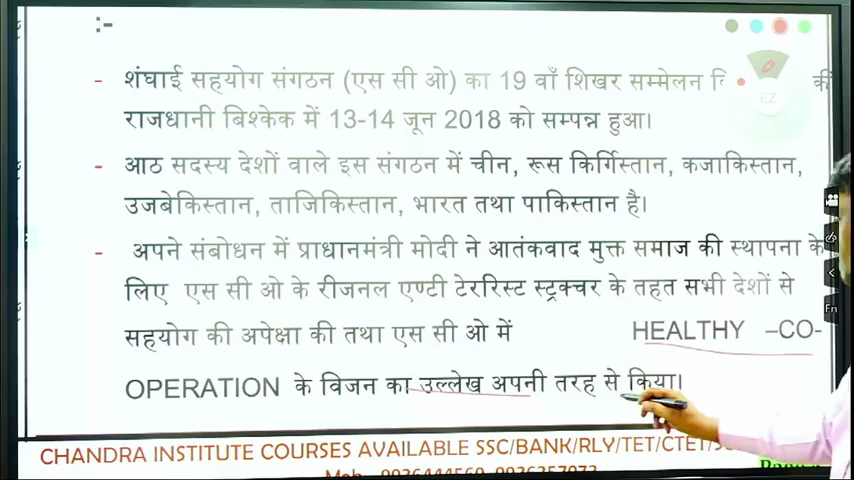 :-
- शंघाई सहयोग संगठन (एस सी ओ) का 19 वाँ शिखर सम्मेलन की
राजधानी बिश्केक में 13-14 जून 2018 को सम्पन्न हुआ।
- आठ सदस्य देशों वाले इस संगठन में चीन, रूस किर्गिस्तान, कजाकिस्तान,
उजबेकिस्तान, ताजिकिस्तान, भारत तथा पाकिस्तान है।
- अपने संबोधन में प्राधानमंत्री मोदी ने आतंकवाद मुक्त समाज की स्थापना के
लिए एस सी ओ के रीजनल एण्टी टेररिस्ट स्ट्रक्चर के तहत सभी देशों से
सहयोग की अपेक्षा की तथा एस सी ओ में HEALTHY –CO-
OPERATION के विजन का उल्लेख अपनी तरह से किया।
CHANDRA INSTITUTE COURSES AVAILABLE SSC/BANK/RLY/TET/CTET/
EZ
Fn